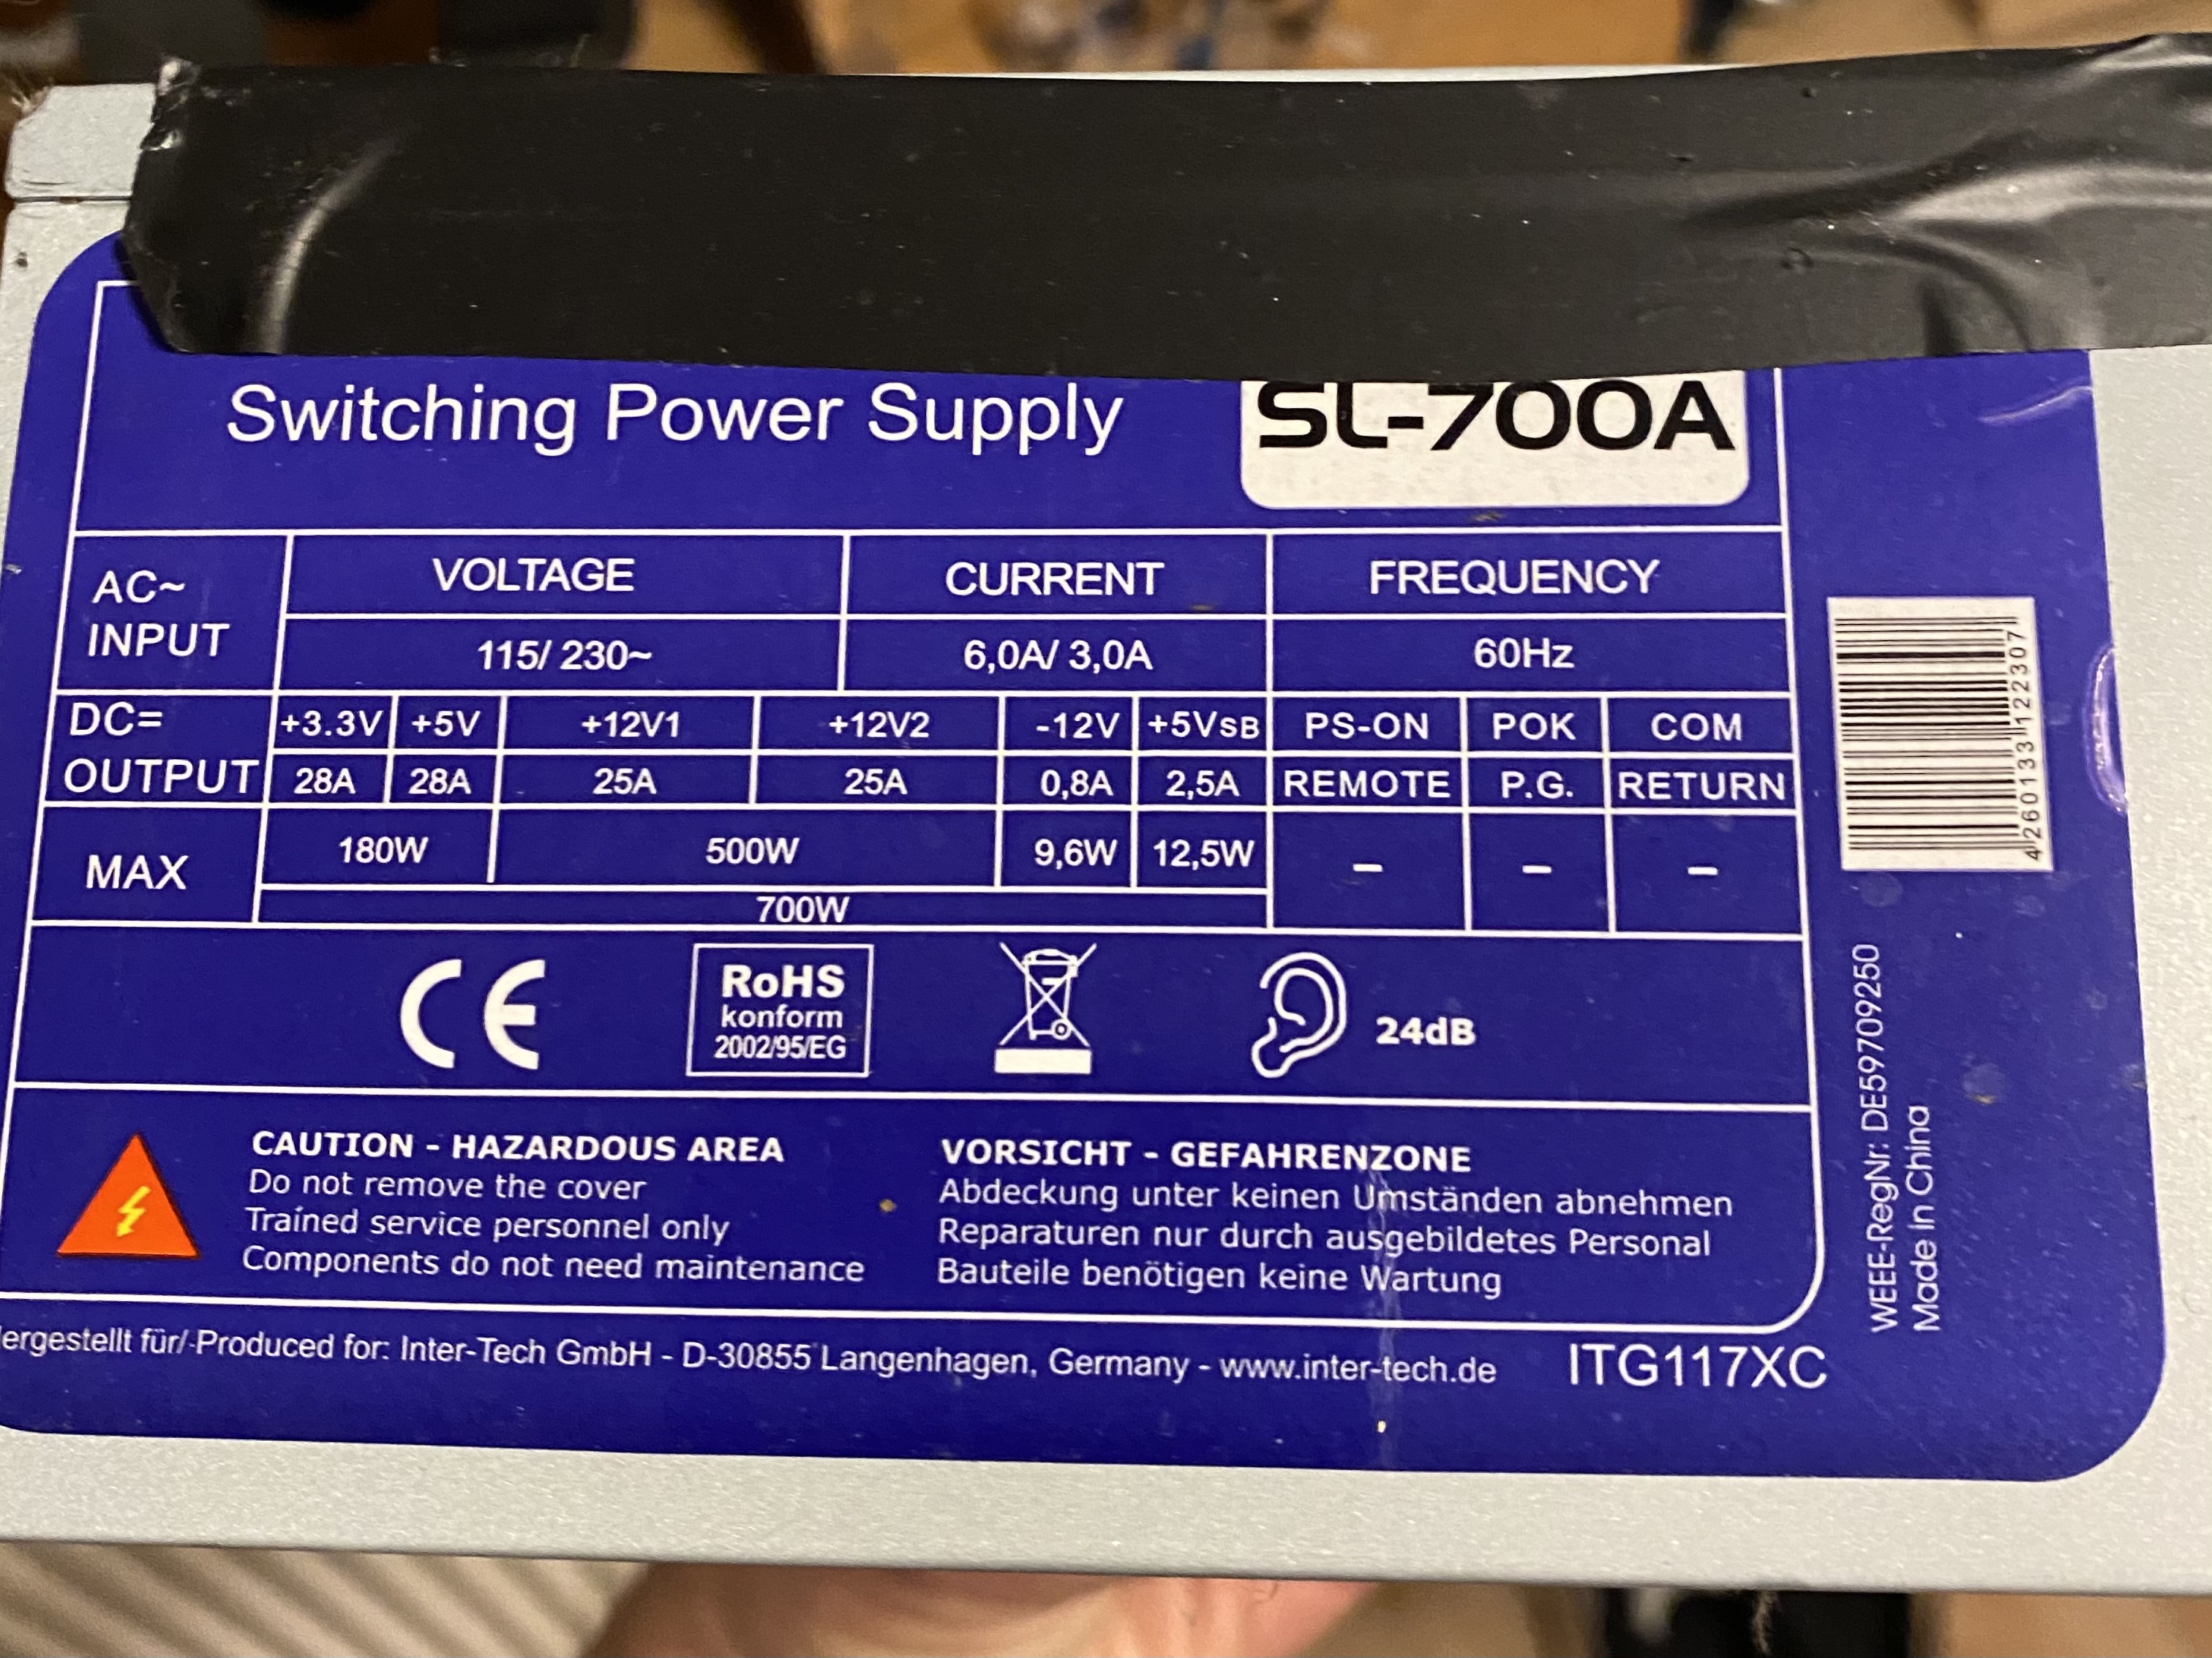 Switching Power Supply SL-700A
AC~ INPUT VOLTAGE CURRENT FREQUENCY
115/ 230~ 6,0A/ 3,0A 60Hz
DC= OUTPUT +3.3V +5V +12V1 +12V2 -12V +5VSB PS-ON POK COM
28A 28A 25A 25A 0,8A 2,5A REMOTE P.G. RETURN
MAX 180W 500W 9,6W 12,5W - - -
700W
CE
RoHS
konform
2002/95/EG
24dB
CAUTION - HAZARDOUS AREA
Do not remove the cover
Trained service personnel only
Components do not need maintenance
VORSICHT - GEFAHRENZONE
Abdeckung unter keinen Umständen abnehmen
Reparaturen nur durch ausgebildetes Personal
Bauteile benötigen keine Wartung
ergestellt für/-Produced for: Inter-Tech GmbH - D-30855 Langenhagen, Germany - www.inter-tech.de
ITG117XC
4 260133 122307
WEEE-RegNr: DE59709250
Made in China